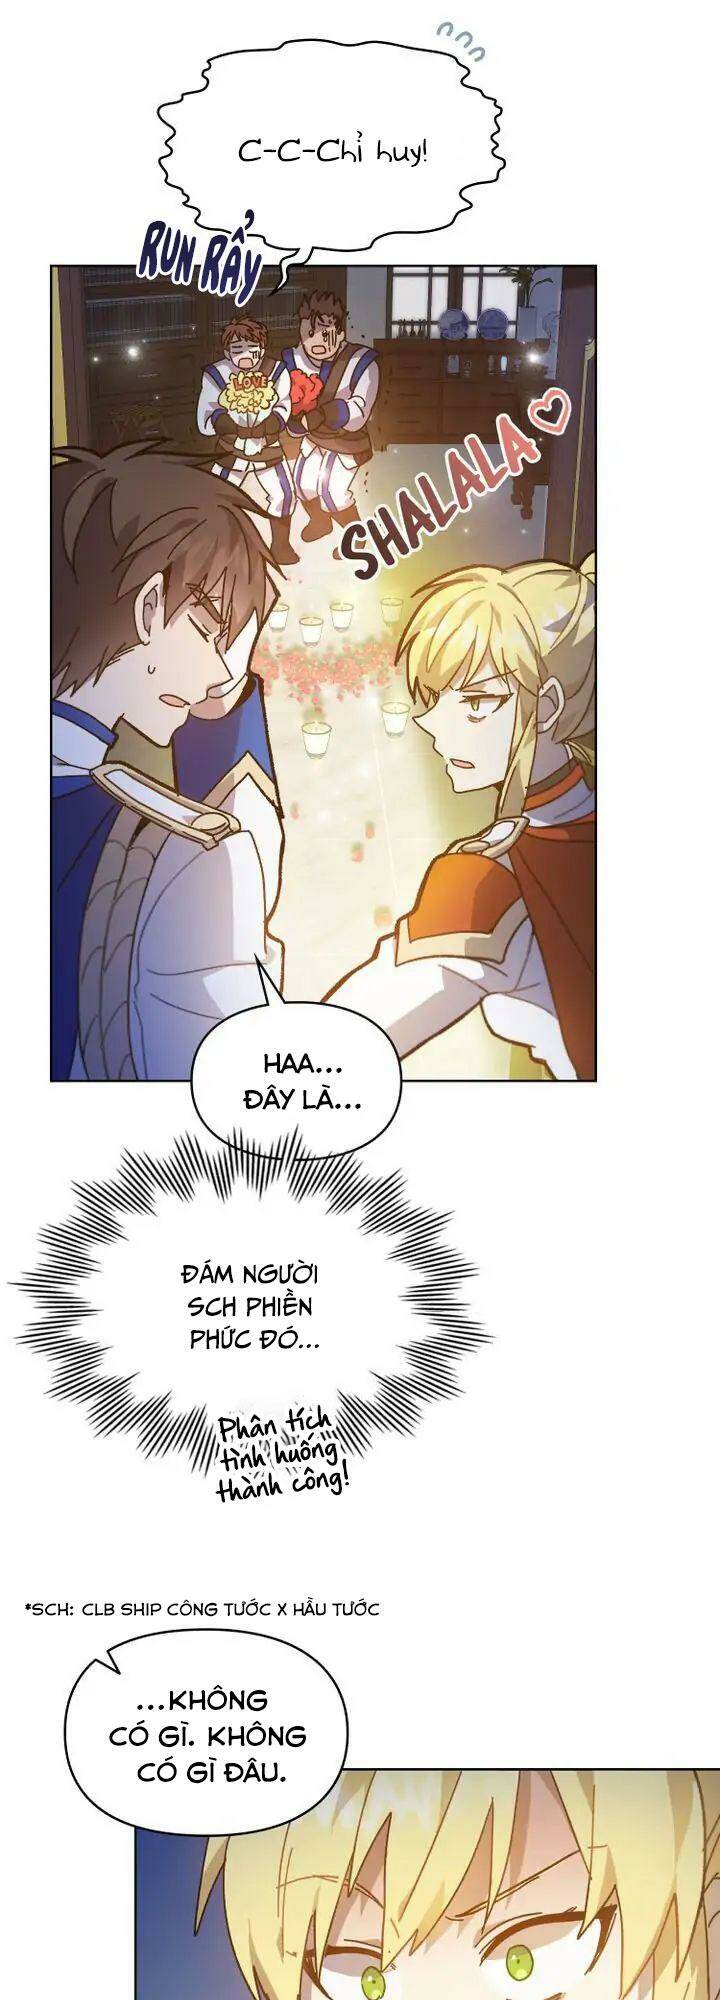 C-C-Chỉ huy!
RUN RẨY
LOVE
SHALALA♡
HAA...
ĐÂY LÀ...
ĐÁM NGƯỜI
SCH PHIỀN
PHỨC ĐÓ...
Phân tích
tình huống
thành công!
*SCH: CLB SHIP CÔNG TƯỚC X HẦU TƯỚC
...KHÔNG
CÓ GÌ. KHÔNG
CÓ GÌ ĐÂU.